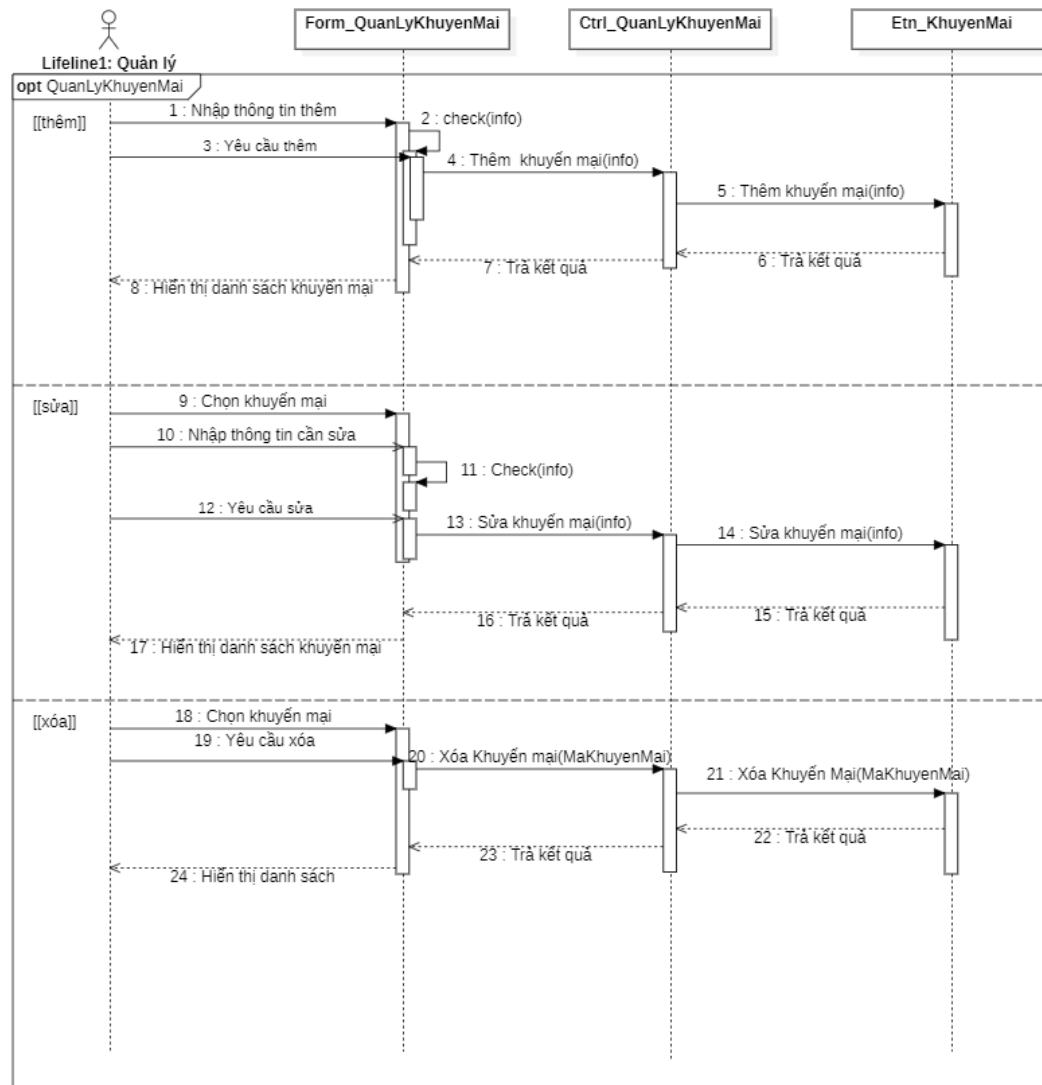 Form_QuanLyKhuyenMai
Ctrl_QuanLyKhuyenMai
Etn_KhuyenMai
Lifeline1: Quản lý
opt QuanLyKhuyenMai
[[thêm]]
1 : Nhập thông tin thêm
2 : check(info)
3 : Yêu cầu thêm
4 : Thêm khuyến mại(info)
5 : Thêm khuyến mại(info)
6 : Trả kết quả
7 : Trả kết quả
8 : Hiển thị danh sách khuyến mại
[[sửa]]
9 : Chọn khuyến mại
10 : Nhập thông tin cần sửa
11 : Check(info)
12 : Yêu cầu sửa
13 : Sửa khuyến mại(info)
14 : Sửa khuyến mại(info)
15 : Trả kết quả
16 : Trả kết quả
17 : Hiển thị danh sách khuyến mại
[[xóa]]
18 : Chọn khuyến mại
19 : Yêu cầu xóa
20 : Xóa Khuyến mại(MaKhuyenMai)
21 : Xóa Khuyến Mại(MaKhuyenMai)
22 : Trả kết quả
23 : Trả kết quả
24 : Hiển thị danh sách